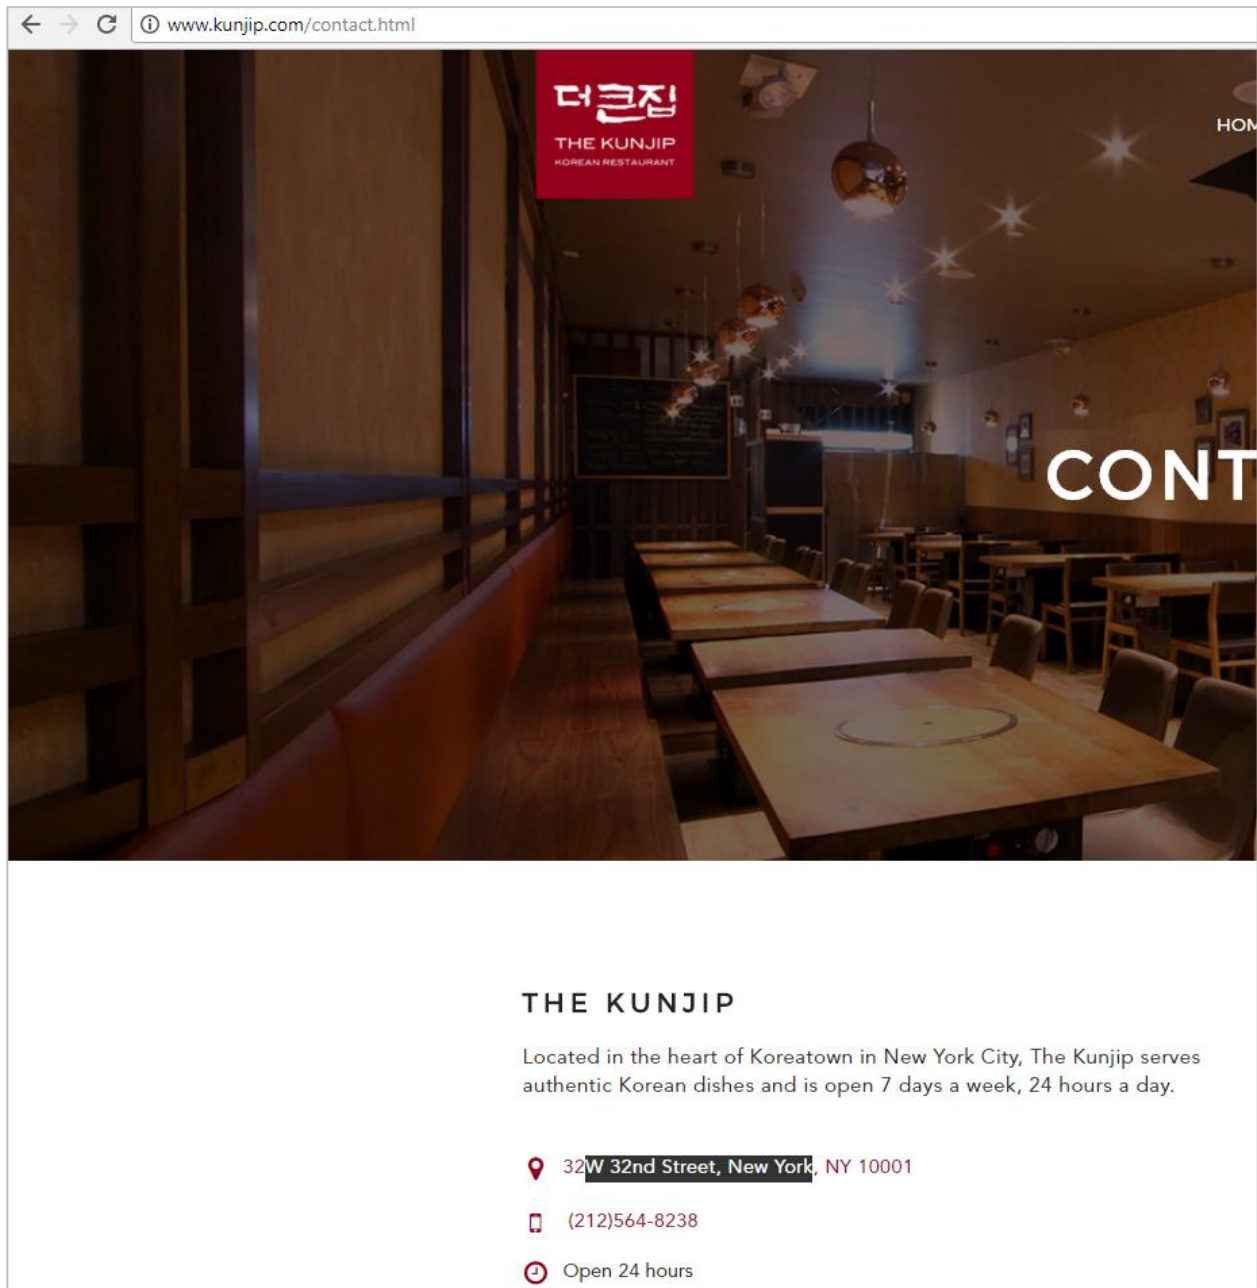 www.kunjip.com/contact.html
더큰집
THE KUNJIP
KOREAN RESTAURANT
HOM
CONT
THE KUNJIP
Located in the heart of Koreatown in New York City, The Kunjip serves
authentic Korean dishes and is open 7 days a week, 24 hours a day.
32W 32nd Street, New York, NY 10001
(212)564-8238
Open 24 hours